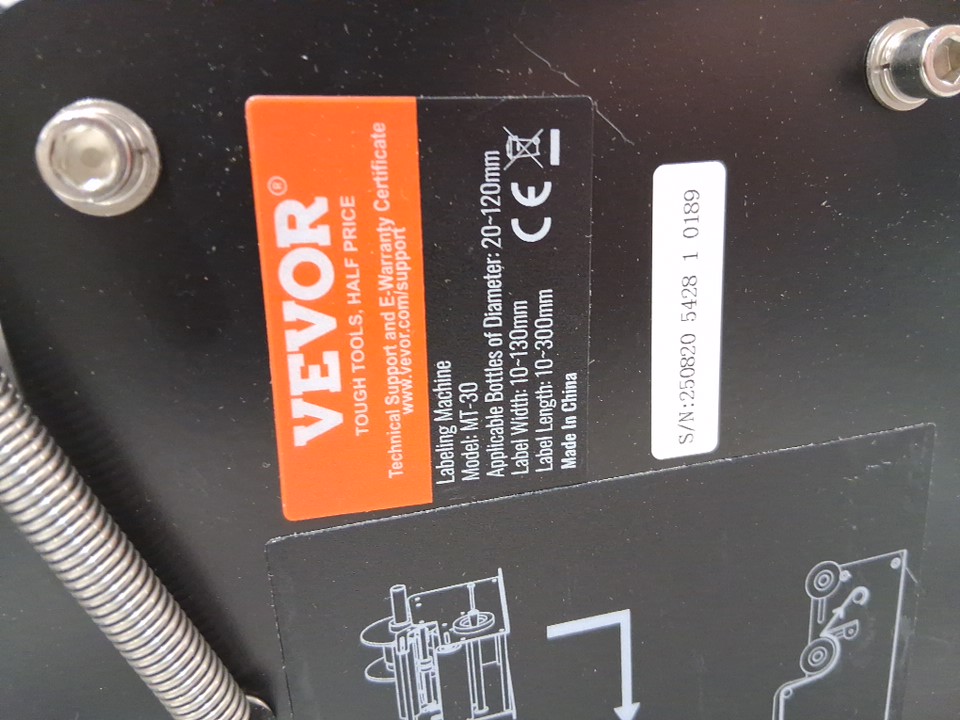 VEVOR®
TOUGH TOOLS, HALF PRICE
Technical Support and E-Warranty Certificate
www.vevor.com/support
Labeling Machine
Model: MT-30
Applicable Bottles of Diameter: 20~120mm
Label Width: 10~130mm
Label Length: 10~300mm
Made In China
CE
S/N:250820 5428 1 0189